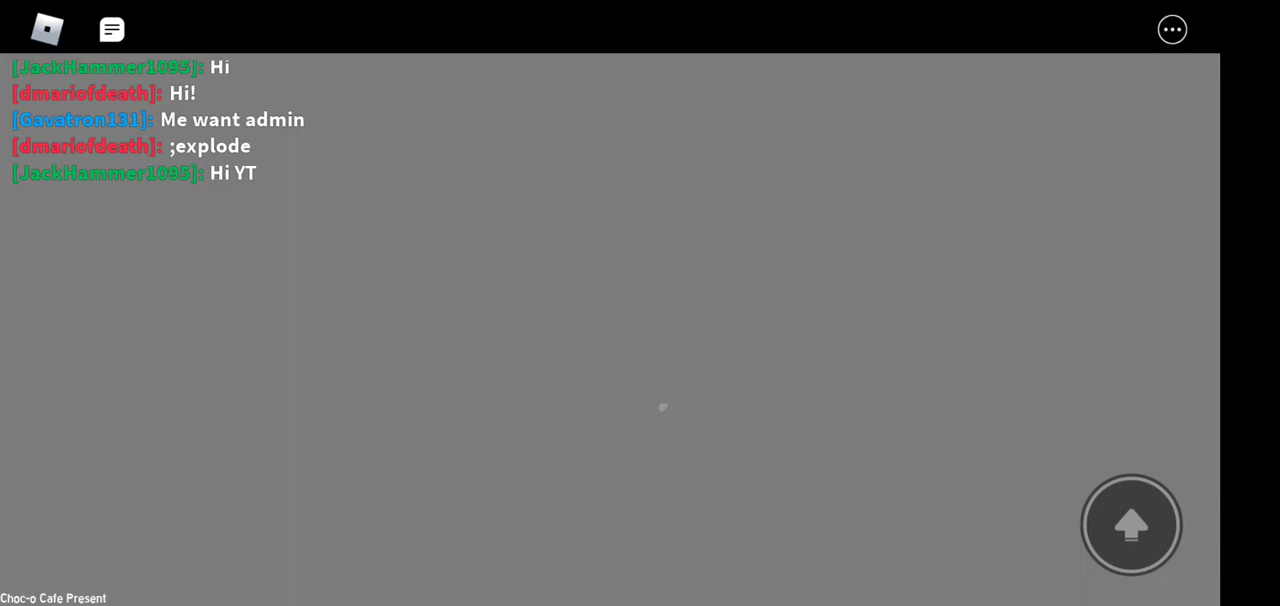 [JackHammer1095]: Hi
[dmariofdeath]: Hi!
[Gavatron131]: Me want admin
[dmariofdeath]: ;explode
[JackHammer1095]: Hi YT
Choc-o Cafe Present